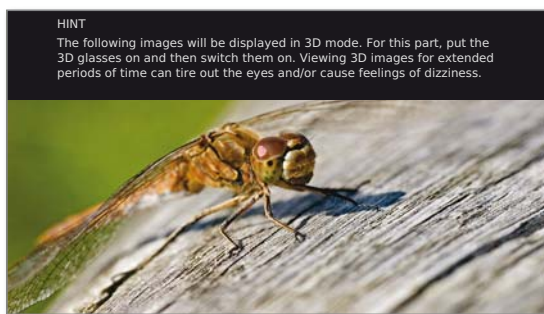 HINT
The following images will be displayed in 3D mode. For this part, put the
3D glasses on and then switch them on. Viewing 3D images for extended
periods of time can tire out the eyes and/or cause feelings of dizziness.